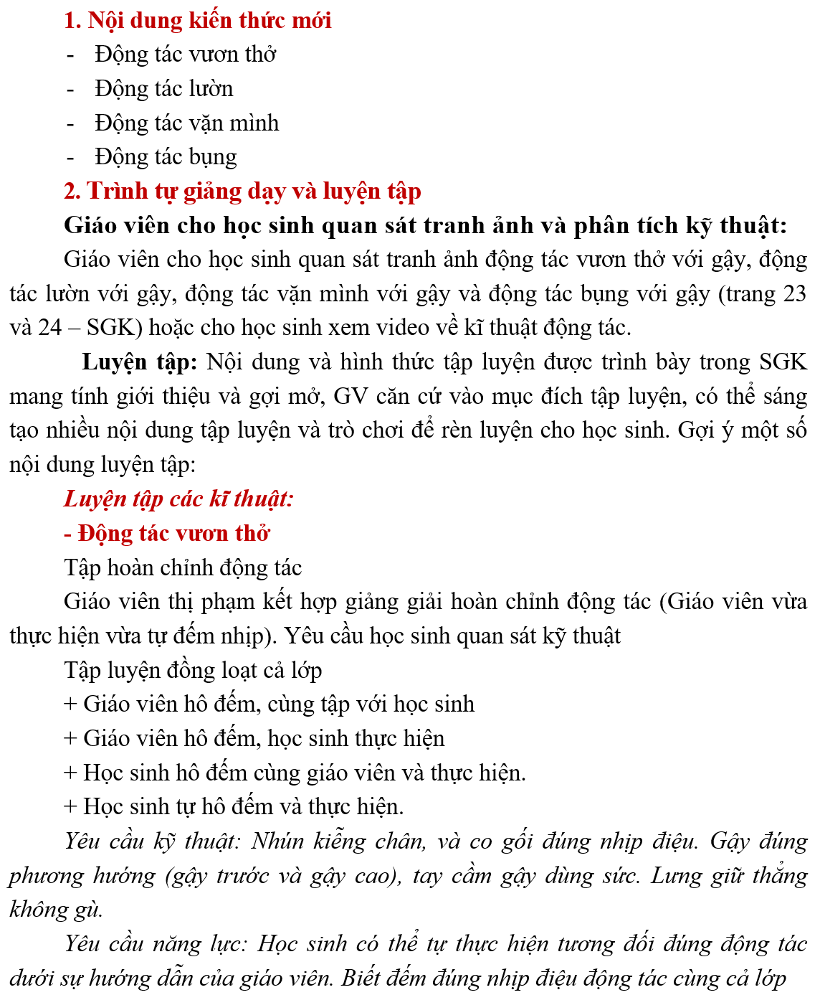 1. Nội dung kiến thức mới
- Động tác vươn thở
- Động tác lườn
- Động tác vặn mình
- Động tác bụng
2. Trình tự giảng dạy và luyện tập
Giáo viên cho học sinh quan sát tranh ảnh và phân tích kỹ thuật:
Giáo viên cho học sinh quan sát tranh ảnh động tác vươn thở với gậy, động
tác lườn với gậy, động tác vặn mình với gậy và động tác bụng với gậy (trang 23
và 24 – SGK) hoặc cho học sinh xem video về kĩ thuật động tác.
Luyện tập: Nội dung và hình thức tập luyện được trình bày trong SGK
mang tính giới thiệu và gợi mở, GV căn cứ vào mục đích tập luyện, có thể sáng
tạo nhiều nội dung tập luyện và trò chơi để rèn luyện cho học sinh. Gợi ý một số
nội dung luyện tập:
Luyện tập các kĩ thuật:
- Động tác vươn thở
Tập hoàn chỉnh động tác
Giáo viên thị phạm kết hợp giảng giải hoàn chỉnh động tác (Giáo viên vừa
thực hiện vừa tự đếm nhịp). Yêu cầu học sinh quan sát kỹ thuật
Tập luyện đồng loạt cả lớp
+ Giáo viên hô đếm, cùng tập với học sinh
+ Giáo viên hô đếm, học sinh thực hiện
+ Học sinh hô đếm cùng giáo viên và thực hiện.
+ Học sinh tự hô đếm và thực hiện.
Yêu cầu kỹ thuật: Nhún kiễng chân, và co gối đúng nhịp điệu. Gậy đúng
phương hướng (gậy trước và gậy cao), tay cầm gậy dùng sức. Lưng giữ thẳng
không gù.
Yêu cầu năng lực: Học sinh có thể tự thực hiện tương đối đúng động tác
dưới sự hướng dẫn của giáo viên. Biết đếm đúng nhịp điệu động tác cùng cả lớp